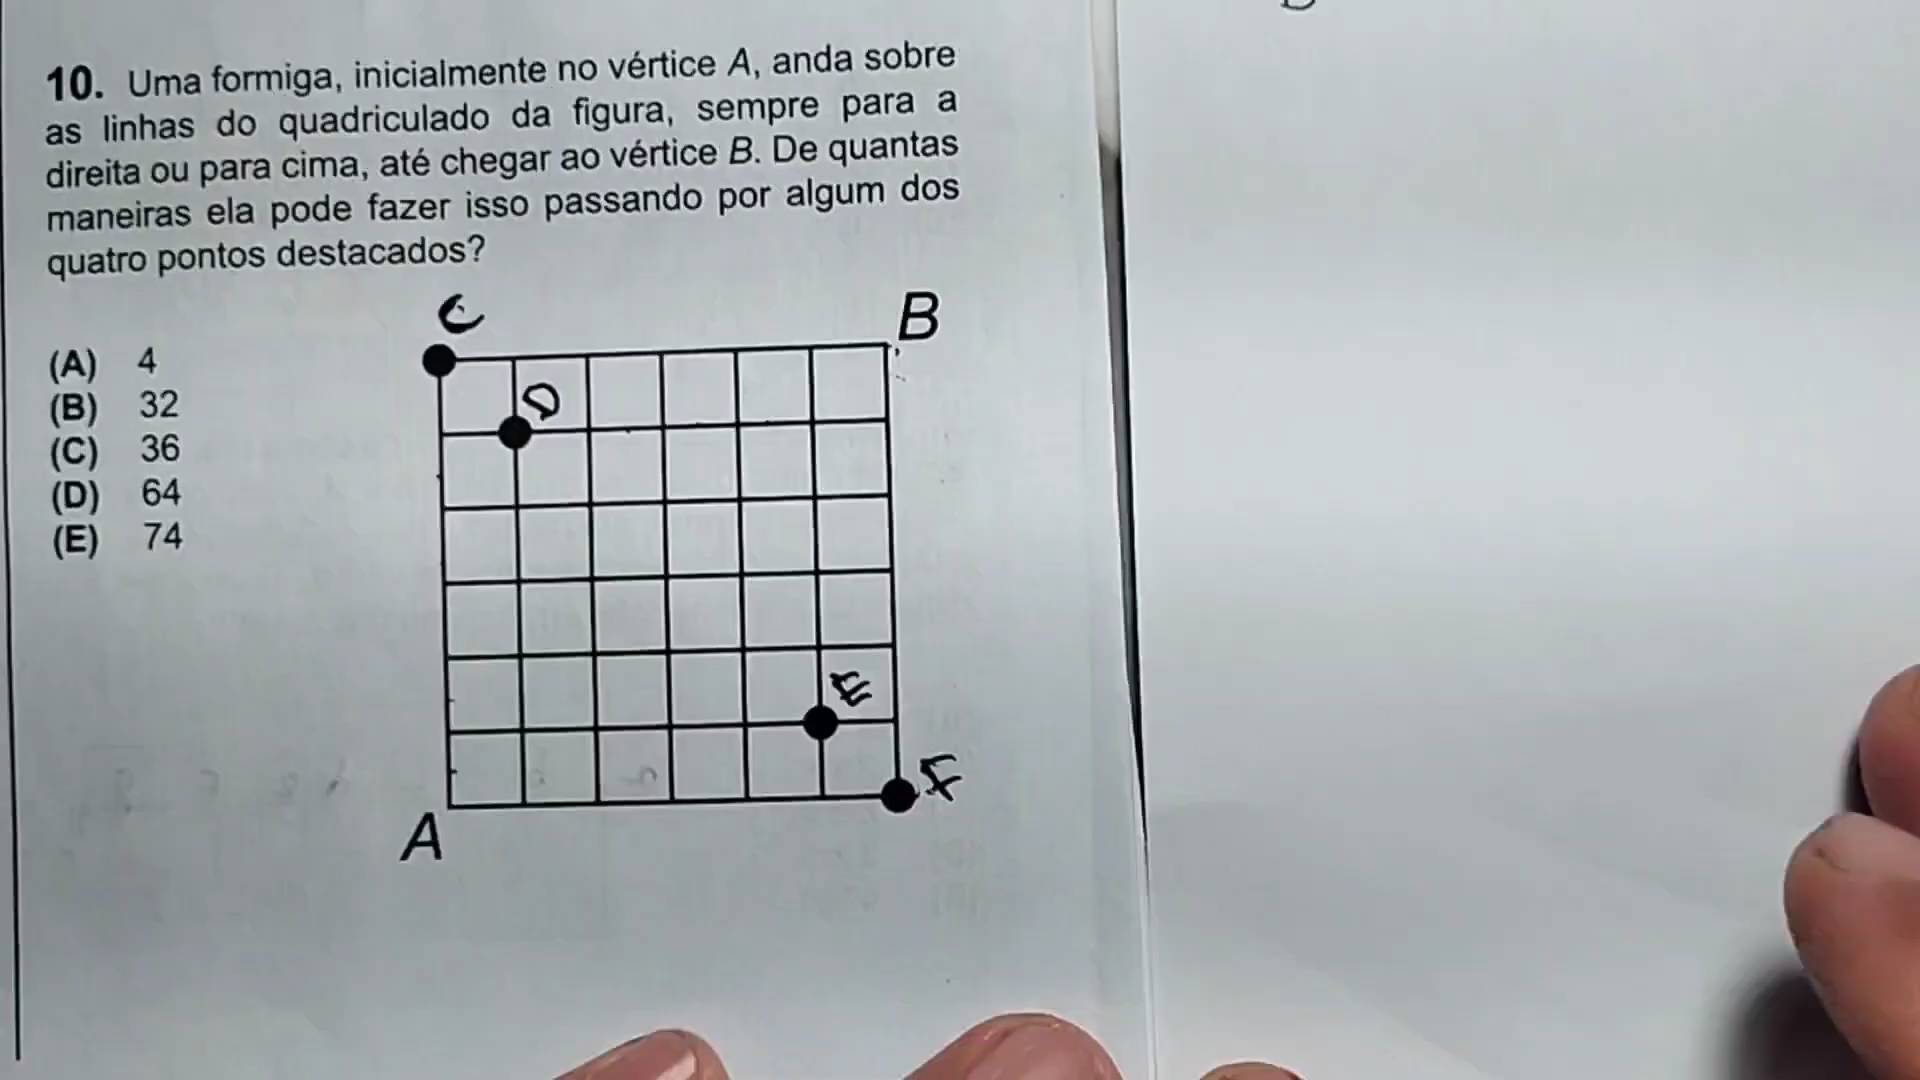 10. Uma formiga, inicialmente no vértice A, anda sobre
as linhas do quadriculado da figura, sempre para a
direita ou para cima, até chegar ao vértice B. De quantas
maneiras ela pode fazer isso passando por algum dos
quatro pontos destacados?
C
B
(A) 4
D
(B) 32
(C) 36
(D) 64
(E) 74
E
F
A